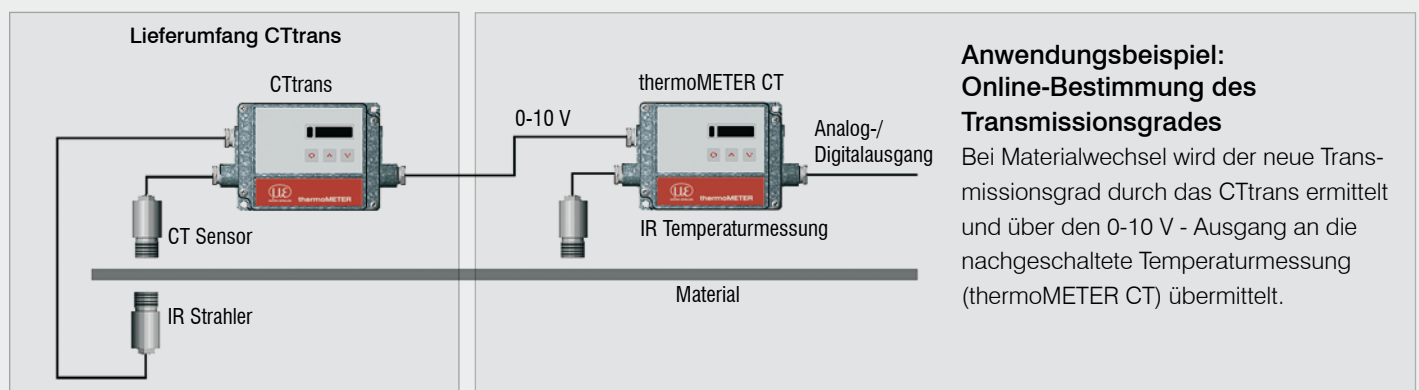 Lieferumfang CTtrans
CTtrans
thermoMETER
CT Sensor
IR Strahler
thermoMETER CT
0-10 V
Analog-/
Digitalausgang
thermoMETER
IR Temperaturmessung
Material
Anwendungsbeispiel:
Online-Bestimmung des
Transmissionsgrades
Bei Materialwechsel wird der neue Trans-
missionsgrad durch das CTtrans ermittelt
und über den 0-10 V - Ausgang an die
nachgeschaltete Temperaturmessung
(thermoMETER CT) übermittelt.